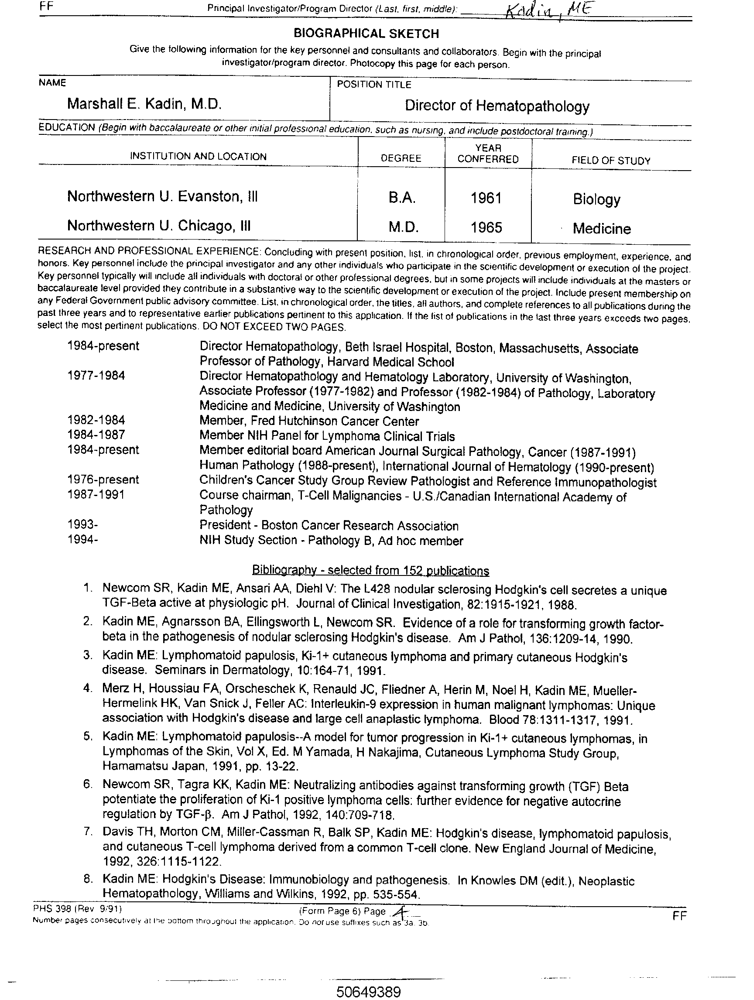 FF
Principal Investigator/Program Director (Last, first, middle): Kadin, ME
BIOGRAPHICAL SKETCH
Give the following information for the key personnel and consultants and collaborators. Begin with the principal
investigator/program director. Photocopy this page for each person.
NAME
POSITION TITLE
Marshall E. Kadin, M.D.
Director of Hematopathology
EDUCATION (Begin with baccalaureate or other initial professional education, such as nursing, and include postdoctoral training.)
INSTITUTION AND LOCATION
DEGREE
YEAR
CONFERRED
FIELD OF STUDY
Northwestern U. Evanston, Ill
B.A.
1961
Biology
Northwestern U. Chicago, Ill
M.D.
1965
Medicine
RESEARCH AND PROFESSIONAL EXPERIENCE: Concluding with present position, list, in chronological order, previous employment, experience, and
honors. Key personnel include the principal investigator and any other individuals who participate in the scientific development or execution of the project.
Key personnel typically will include all individuals with doctoral or other professional degrees, but in some projects will include individuals at the masters or
baccalaureate level provided they contribute in a substantive way to the scientific development or execution of the project. Include present membership on
any Federal Government public advisory committee. List, in chronological order, the titles, all authors, and complete references to all publications during the
past three years and to representative earlier publications pertinent to this application. If the list of publications in the last three years exceeds two pages,
select the most pertinent publications. DO NOT EXCEED TWO PAGES.
1984-present Director Hematopathology, Beth Israel Hospital, Boston, Massachusetts, Associate
Professor of Pathology, Harvard Medical School
1977-1984 Director Hematopathology and Hematology Laboratory, University of Washington,
Associate Professor (1977-1982) and Professor (1982-1984) of Pathology, Laboratory
Medicine and Medicine, University of Washington
1982-1984 Member, Fred Hutchinson Cancer Center
1984-1987 Member NIH Panel for Lymphoma Clinical Trials
1984-present Member editorial board American Journal Surgical Pathology, Cancer (1987-1991)
Human Pathology (1988-present), International Journal of Hematology (1990-present)
1976-present Children's Cancer Study Group Review Pathologist and Reference Immunopathologist
1987-1991 Course chairman, T-Cell Malignancies - U.S./Canadian International Academy of
Pathology
1993- President - Boston Cancer Research Association
1994- NIH Study Section - Pathology B, Ad hoc member
Bibliography - selected from 152 publications
1. Newcom SR, Kadin ME, Ansari AA, Diehl V: The L428 nodular sclerosing Hodgkin's cell secretes a unique
TGF-Beta active at physiologic pH. Journal of Clinical Investigation, 82:1915-1921, 1988.
2. Kadin ME, Agnarsson BA, Ellingsworth L, Newcom SR. Evidence of a role for transforming growth factor-
beta in the pathogenesis of nodular sclerosing Hodgkin's disease. Am J Pathol, 136:1209-14, 1990.
3. Kadin ME: Lymphomatoid papulosis, Ki-1+ cutaneous lymphoma and primary cutaneous Hodgkin's
disease. Seminars in Dermatology, 10:164-71, 1991.
4. Merz H, Houssiau FA, Orscheschek K, Renauld JC, Fliedner A, Herin M, Noel H, Kadin ME, Mueller-
Hermelink HK, Van Snick J, Feller AC: Interleukin-9 expression in human malignant lymphomas: Unique
association with Hodgkin's disease and large cell anaplastic lymphoma. Blood 78:1311-1317, 1991.
5. Kadin ME: Lymphomatoid papulosis--A model for tumor progression in Ki-1+ cutaneous lymphomas, in
Lymphomas of the Skin, Vol X, Ed. M Yamada, H Nakajima, Cutaneous Lymphoma Study Group,
Hamamatsu Japan, 1991, pp. 13-22.
6. Newcom SR, Tagra KK, Kadin ME: Neutralizing antibodies against transforming growth (TGF) Beta
potentiate the proliferation of Ki-1 positive lymphoma cells: further evidence for negative autocrine
regulation by TGF-β. Am J Pathol, 1992, 140:709-718.
7. Davis TH, Morton CM, Miller-Cassman R, Balk SP, Kadin ME: Hodgkin's disease, lymphomatoid papulosis,
and cutaneous T-cell lymphoma derived from a common T-cell clone. New England Journal of Medicine,
1992, 326:1115-1122.
8. Kadin ME: Hodgkin's Disease: Immunobiology and pathogenesis. In Knowles DM (edit.), Neoplastic
Hematopathology, Williams and Wilkins, 1992, pp. 535-554.
PHS 398 (Rev. 9/91) (Form Page 6) Page 4 FF
Number pages consecutively at the bottom throughout the application. Do not use suffixes such as 3a, 3b.
50649389